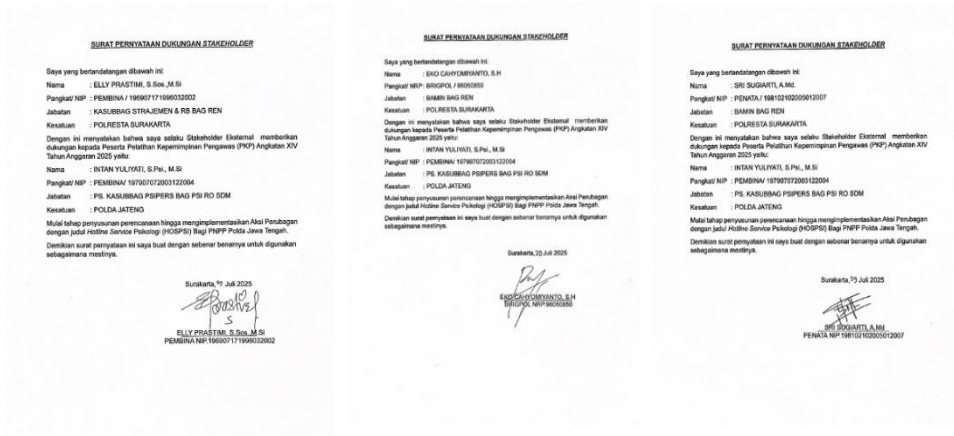 SURAT PERNYATAAN DUKUNGAN STAKEHOLDER
Saya yang bertandatangan dibawah ini:
Nama : ELLY PRASTIMI, S.Sos.,M.Si
Pangkat/ NIP : PEMBINA / 196907171996032002
Jabatan : KASUBBAG STRAJEMEN & RB BAG REN
Kesatuan : POLRESTA SURAKARTA
Dengan ini menyatakan bahwa saya selaku Stakeholder Eksternal memberikan
dukungan kepada Peserta Pelatihan Kepemimpinan Pengawas (PKP) Angkatan XIV
Tahun Anggaran 2025 yaitu:
Nama : INTAN YULIYATI, S.Psi., M.Si
Pangkat/ NIP : PEMBINA/ 197907072003122004
Jabatan : PS. KASUBBAG PSIPERS BAG PSI RO SDM
Kesatuan : POLDA JATENG
Mulai tahap penyusunan perencanaan hingga mengimplementasikan Aksi Perubagan
dengan judul Hotline Service Psikologi (HOSPSI) Bagi PNPP Polda Jawa Tengah.
Demikian surat pernyataan ini saya buat dengan sebenar benarnya untuk digunakan
sebagaimana mestinya.
Surakarta, Juli 2025
ELLY PRASTIMI, S.Sos.,M.Si
PEMBINA NIP.196907171996032002
SURAT PERNYATAAN DUKUNGAN STAKEHOLDER
Saya yang bertandatangan dibawah ini:
Nama : EKO CAHYOMIYANTO, S.H
Pangkat/ NRP : BRIGPOL / 96050850
Jabatan : BAMIN BAG REN
Kesatuan : POLRESTA SURAKARTA
Dengan ini menyatakan bahwa saya selaku Stakeholder Eksternal memberikan
dukungan kepada Peserta Pelatihan Kepemimpinan Pengawas (PKP) Angkatan XIV
Tahun Anggaran 2025 yaitu:
Nama : INTAN YULIYATI, S.Psi., M.Si
Pangkat/ NIP : PEMBINA/ 197907072003122004
Jabatan : PS. KASUBBAG PSIPERS BAG PSI RO SDM
Kesatuan : POLDA JATENG
Mulai tahap penyusunan perencanaan hingga mengimplementasikan Aksi Perubagan
dengan judul Hotline Service Psikologi (HOSPSI) Bagi PNPP Polda Jawa Tengah.
Demikian surat pernyataan ini saya buat dengan sebenar benarnya untuk digunakan
sebagaimana mestinya.
Surakarta, Juli 2025
EKO CAHYOMIYANTO, S.H
BRIGPOL NRP.96050850
SURAT PERNYATAAN DUKUNGAN STAKEHOLDER
Saya yang bertandatangan dibawah ini:
Nama : SRI SUGIARTI, A.Md.
Pangkat/ NIP : PENATA / 198102102005012007
Jabatan : BAMIN BAG REN
Kesatuan : POLRESTA SURAKARTA
Dengan ini menyatakan bahwa saya selaku Stakeholder Eksternal memberikan
dukungan kepada Peserta Pelatihan Kepemimpinan Pengawas (PKP) Angkatan XIV
Tahun Anggaran 2025 yaitu:
Nama : INTAN YULIYATI, S.Psi., M.Si
Pangkat/ NIP : PEMBINA/ 197907072003122004
Jabatan : PS. KASUBBAG PSIPERS BAG PSI RO SDM
Kesatuan : POLDA JATENG
Mulai tahap penyusunan perencanaan hingga mengimplementasikan Aksi Perubagan
dengan judul Hotline Service Psikologi (HOSPSI) Bagi PNPP Polda Jawa Tengah.
Demikian surat pernyataan ini saya buat dengan sebenar benarnya untuk digunakan
sebagaimana mestinya.
Surakarta, Juli 2025
SRI SUGIARTI, A.Md
PENATA NIP.198102102005012007